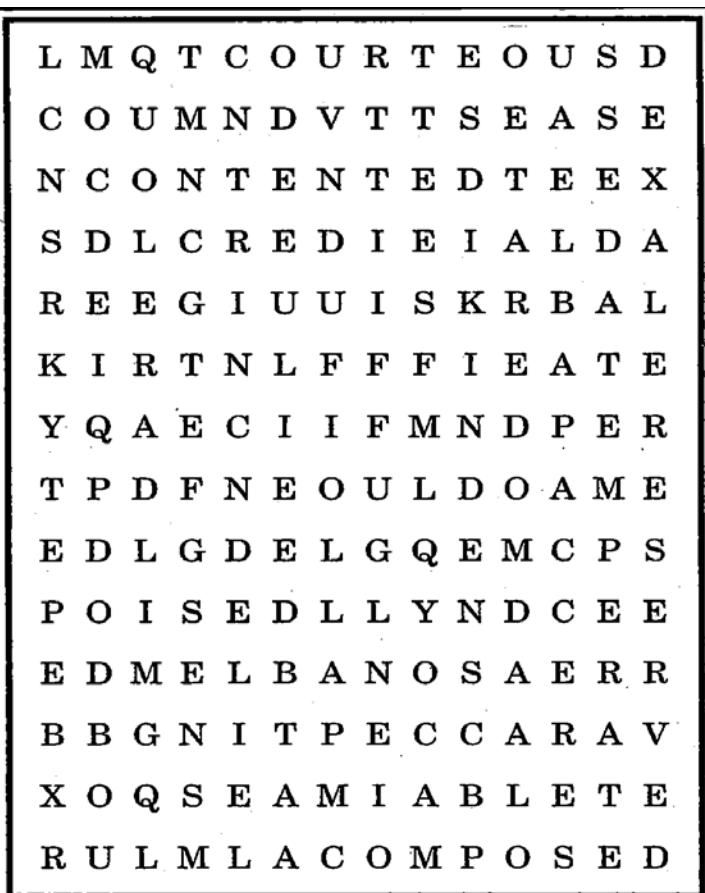 L M Q T C O U R T E O U S D
C O U M N D V T T S E A S E
N C O N T E N T E D T E E X
S D L C R E D I E I A L D A
R E E G I U U I S K R B A L
K I R T N L F F F I E A T E
Y Q A E C I I F M N D P E R
T P D F N E O U L D O A M E
E D L G D E L G Q E M C P S
P O I S E D L L Y N D C E E
E D M E L B A N O S A E R R
B B G N I T P E C C A R A V
X O Q S E A M I A B L E T E
R U L M L A C O M P O S E D